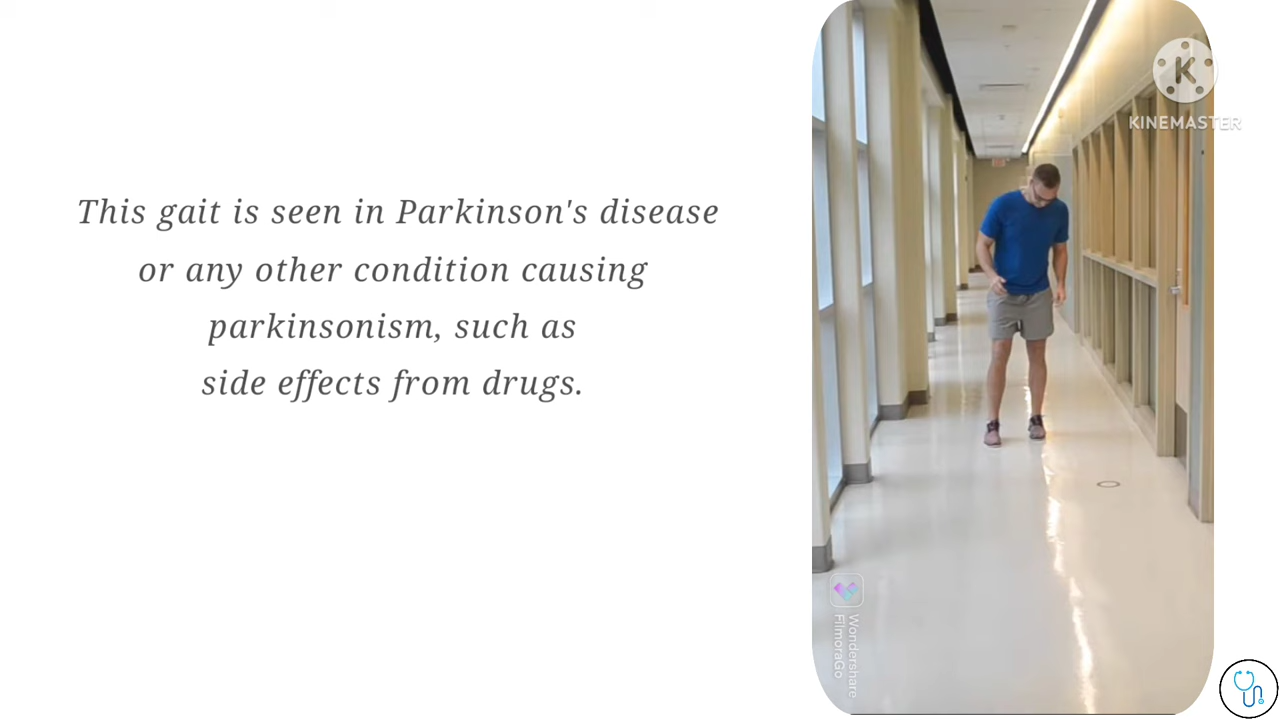 This gait is seen in Parkinson's disease
or any other condition causing
parkinsonism, such as
side effects from drugs.
K
KINEMASTER
Wondershare
FilmoraGo